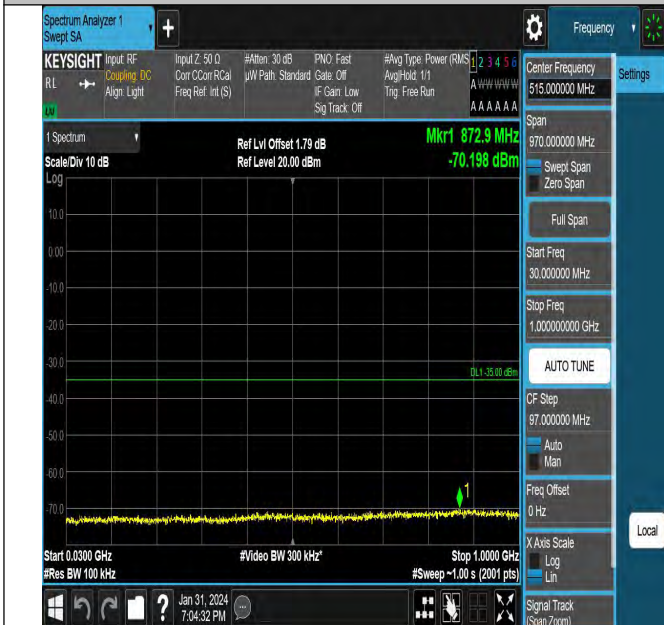 Spectrum Analyzer 1
Swept SA
Frequency
KEYSIGHT
RL
Input: RF
Coupling: DC
Align: Light
Input Z: 50 Ω
Corr CCorr RCal
Freq Ref: Int (S)
#Atten: 30 dB
µW Path: Standard
PNO: Fast
Gate: Off
IF Gain: Low
Sig Track: Off
#Avg Type: Power (RMS
Avg|Hold: 1/1
Trig: Free Run
1 2 3 4 5 6
A W W W W W
A A A A A A
Center Frequency
515.000000 MHz
Settings
Span
970.000000 MHz
Swept Span
Zero Span
Full Span
Start Freq
30.000000 MHz
Stop Freq
1.000000000 GHz
AUTO TUNE
CF Step
97.000000 MHz
Auto
Man
Freq Offset
0 Hz
X Axis Scale
Log
Lin
Signal Track
(Span Zoom)
Local
1 Spectrum
Scale/Div 10 dB
Log
Ref Lvl Offset 1.79 dB
Ref Level 20.00 dBm
Mkr1 872.9 MHz
-70.198 dBm
10.0
0.00
-10.0
-20.0
-30.0
DL1 -35.00 dBm
-40.0
-50.0
-60.0
1
-70.0
Start 0.0300 GHz
#Res BW 100 kHz
#Video BW 300 kHz*
Stop 1.0000 GHz
#Sweep ~1.00 s (2001 pts)
Jan 31, 2024
7:04:32 PM